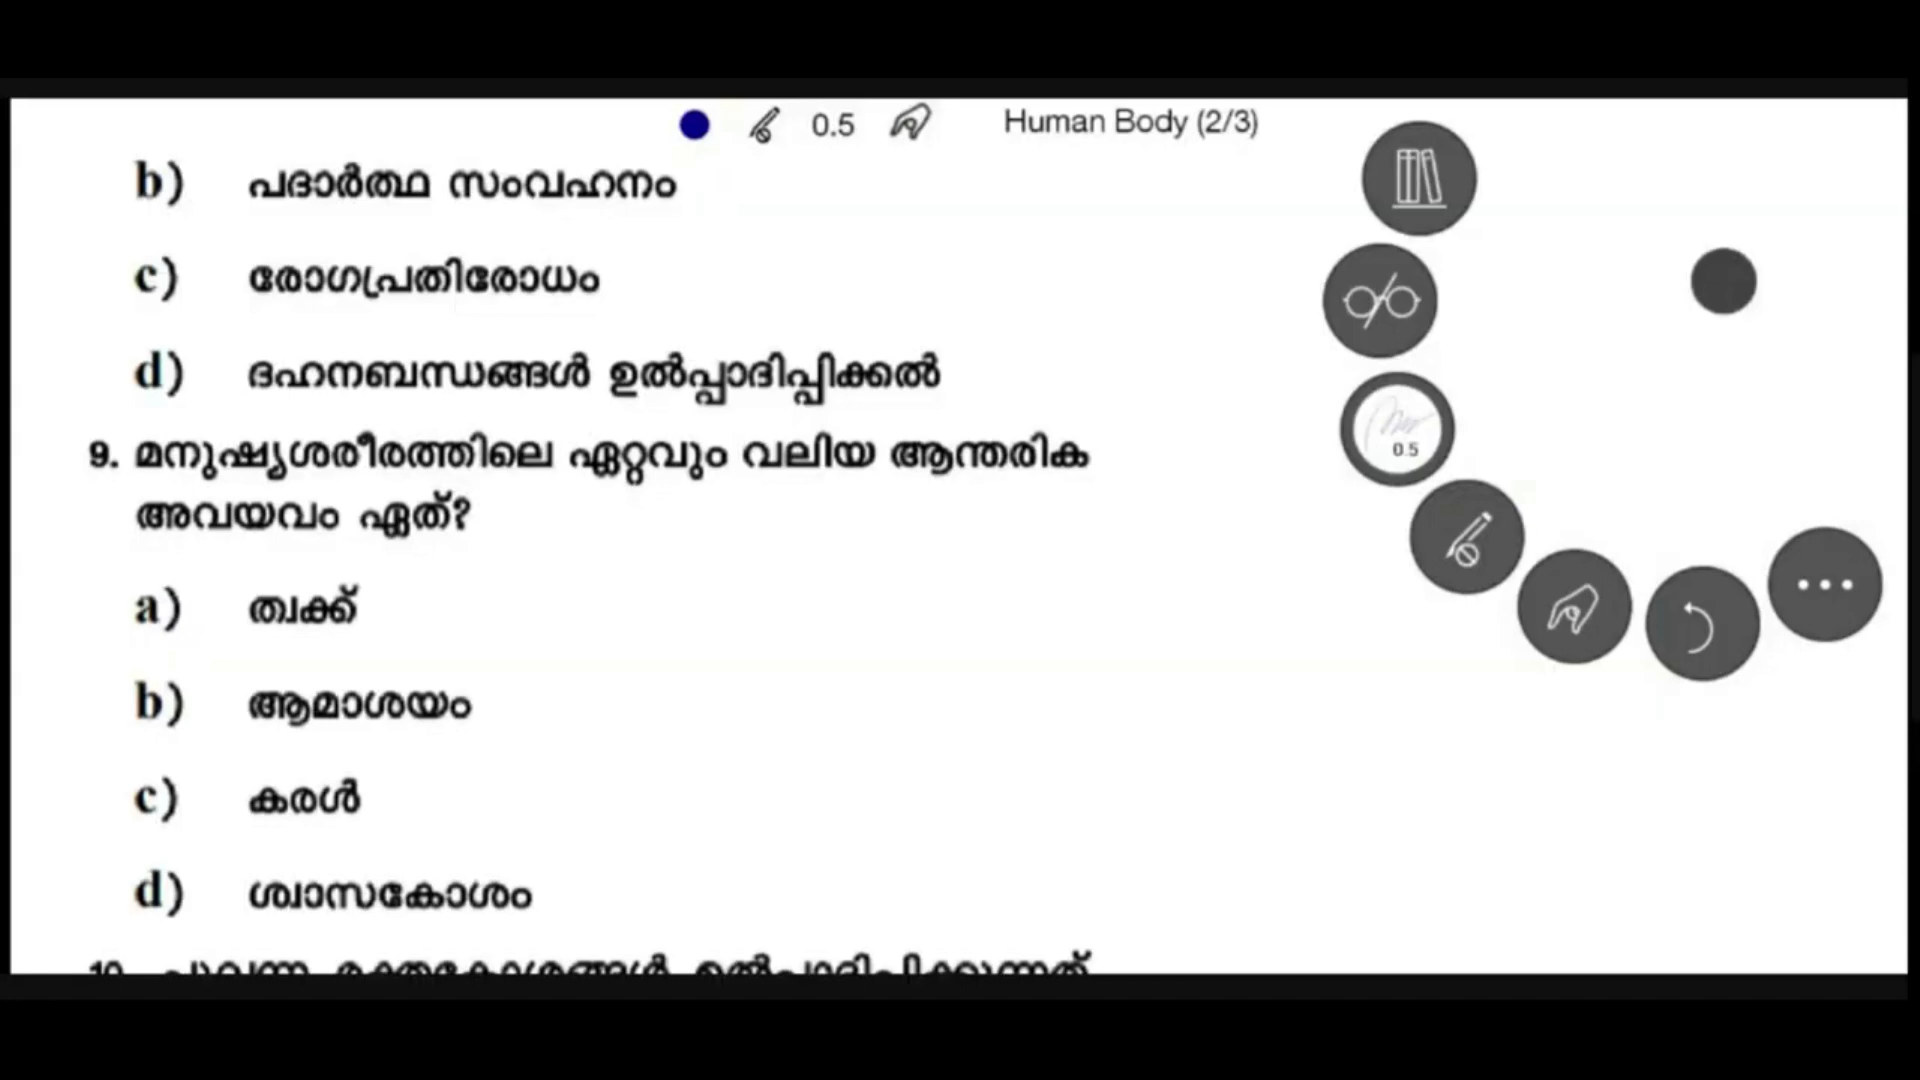 0.5 Human Body (2/3)
b) പദാർത്ഥ സംവഹനം
c) രോഗപ്രതിരോധം
d) ദഹനബന്ധങ്ങൾ ഉൽപ്പാദിപ്പിക്കൽ
9. മനുഷ്യശരീരത്തിലെ ഏറ്റവും വലിയ ആന്തരിക
അവയവം ഏത്?
a) ത്വക്ക്
b) ആമാശയം
c) കരൾ
d) ശ്വാസകോശം
0.5